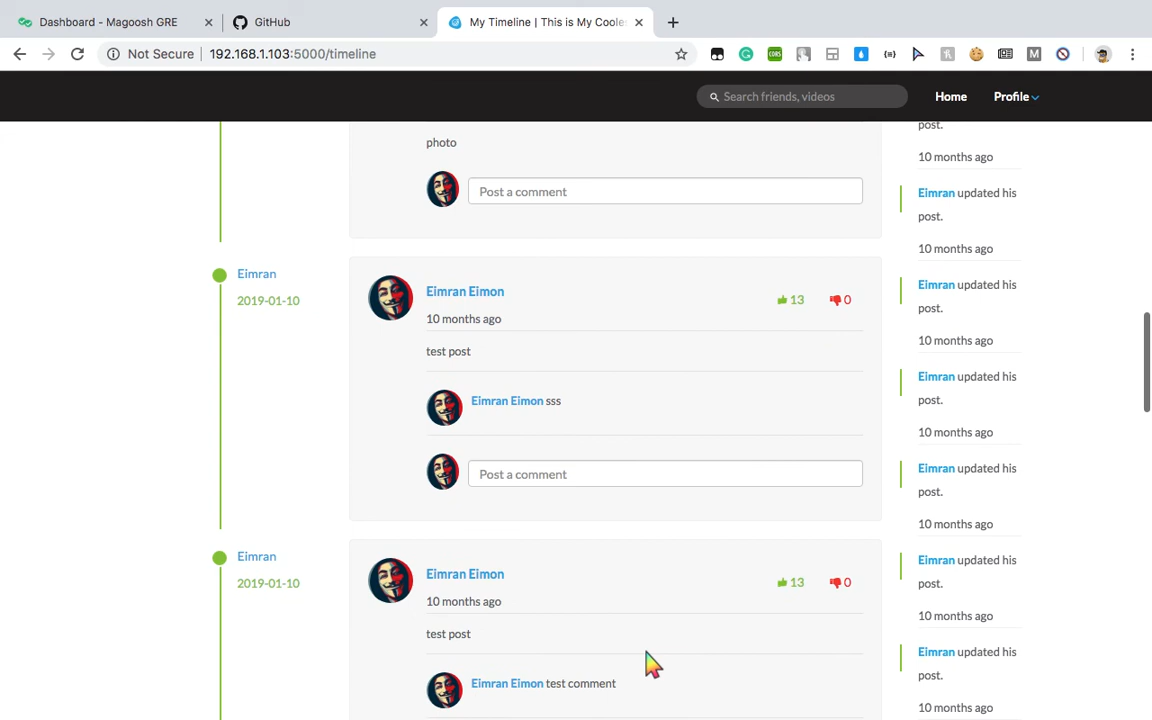 Dashboard - Magoosh GRE
GitHub
My Timeline | This is My Coole
Not Secure
192.168.1.103:5000/timeline
Search friends, videos
Home
Profile
photo
Post a comment
Eimran
2019-01-10
Eimran Eimon
13
0
10 months ago
test post
Eimran Eimon sss
Post a comment
Eimran
2019-01-10
Eimran Eimon
13
0
10 months ago
test post
Eimran Eimon test comment
post.
10 months ago
Eimran updated his
post.
10 months ago
Eimran updated his
post.
10 months ago
Eimran updated his
post.
10 months ago
Eimran updated his
post.
10 months ago
Eimran updated his
post.
10 months ago
Eimran updated his
post.
10 months ago